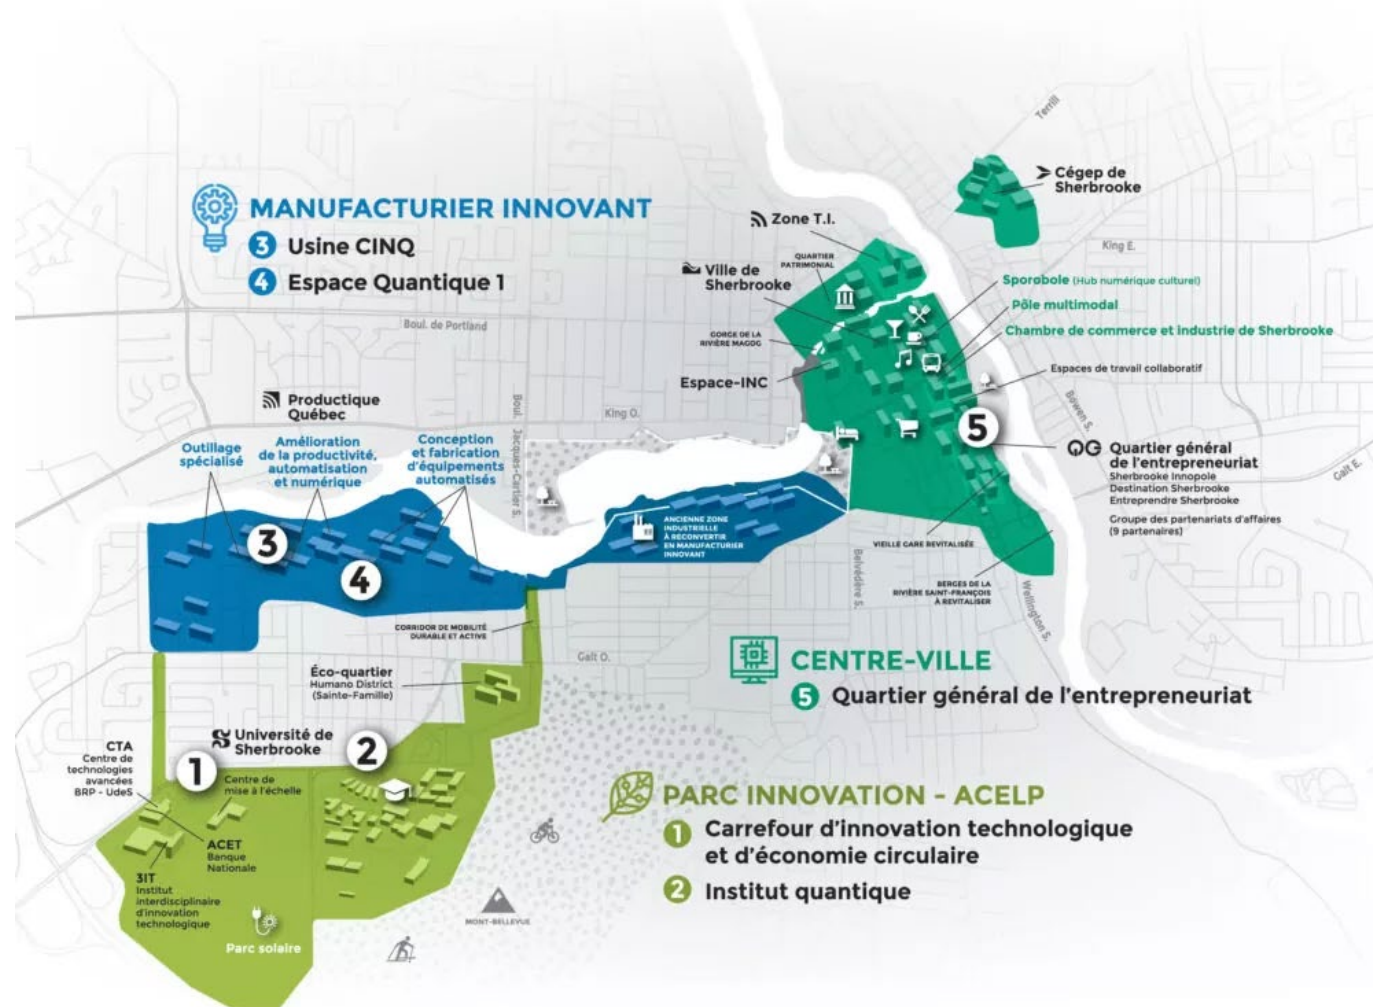 MANUFACTURIER INNOVANT
3 Usine CINQ
4 Espace Quantique 1
Terrill
Cégep de
Sherbrooke
King E.
Zone T.I.
QUARTIER
PATRIMONIAL
Ville de
Sherbrooke
Sporobole (Hub numérique culturel)
Pôle multimodal
Chambre de commerce et industrie de Sherbrooke
Boul. de Portland
GORGE DE LA
RIVIÈRE MAGOG
Espace-INC
Espaces de travail collaboratif
Bowen S.
Productique
Québec
Boul. Jacques-Cartier S.
King O.
Outillage
spécialisé
Amélioration
de la productivité,
automatisation
et numérique
Conception
et fabrication
d'équipements
automatisés
5
QG Quartier général
de l'entrepreneuriat
Sherbrooke Innopole
Destination Sherbrooke
Entreprendre Sherbrooke
Groupe des partenariats d'affaires
(9 partenaires)
Galt E.
3
4
ANCIENNE ZONE
INDUSTRIELLE
À RECONVERTIR
EN MANUFACTURIER
INNOVANT
VIEILLE GARE REVITALISÉE
Belvédère S.
BERGES DE LA
RIVIÈRE SAINT-FRANÇOIS
À REVITALISER
Wellington S.
CORRIDOR DE MOBILITÉ
DURABLE ET ACTIVE
Galt O.
Éco-quartier
Humano District
(Sainte-Famille)
CENTRE-VILLE
5 Quartier général de l'entrepreneuriat
Université de
Sherbrooke
2
1
CTA
Centre de
technologies
avancées
BRP - UdeS
Centre de
mise à l'échelle
ACET
Banque
Nationale
3IT
Institut
interdisciplinaire
d'innovation
technologique
Parc solaire
MONT-BELLEVUE
PARC INNOVATION - ACELP
1 Carrefour d'innovation technologique
et d'économie circulaire
2 Institut quantique